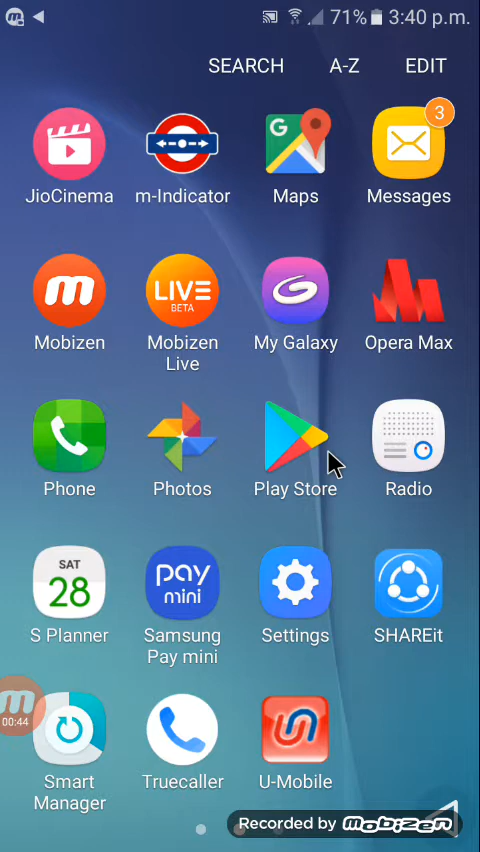 71% 3:40 p.m.
SEARCH A-Z EDIT
3
JioCinema m-Indicator Maps Messages
G
LIVE
BETA
Mobizen Mobizen Live My Galaxy Opera Max
Phone Photos Play Store Radio
SAT
28
pay
mini
S Planner Samsung Pay mini Settings SHAREit
00:44
Smart Manager Truecaller U-Mobile
Recorded by mobizen